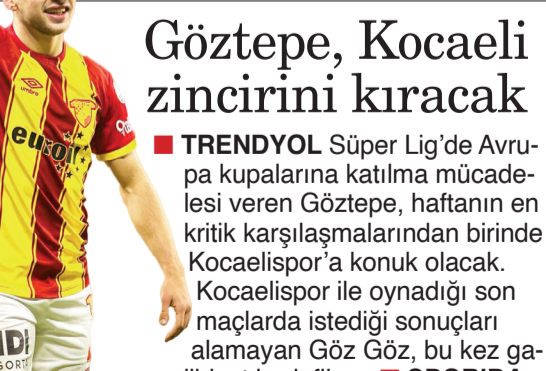 Göztepe, Kocaeli
zincirini kıracak
TRENDYOL Süper Lig’de Avru-
pa kupalarına katılma mücade-
lesi veren Göztepe, haftanın en
kritik karşılaşmalarından birinde
Kocaelispor’a konuk olacak.
Kocaelispor ile oynadığı son
maçlarda istediği sonuçları
alamayan Göz Göz, bu kez ga-
umbro